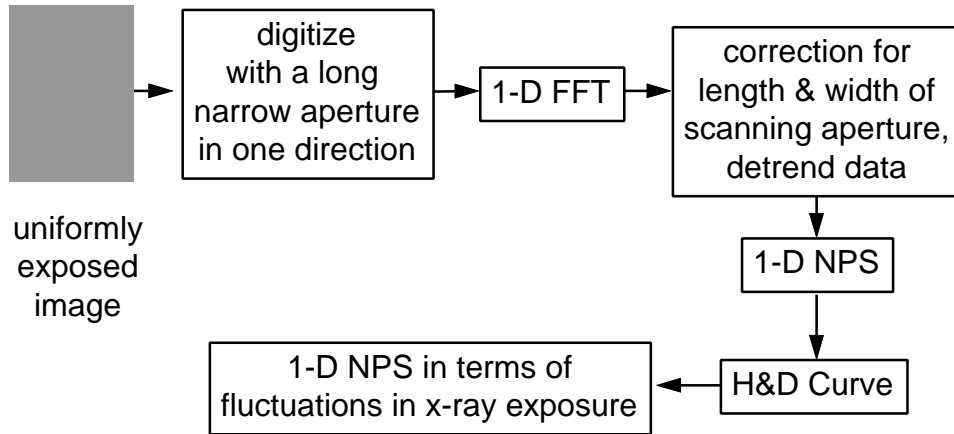 uniformly
exposed
image
digitize
with a long
narrow aperture
in one direction
1-D FFT
correction for
length & width of
scanning aperture,
detrend data
1-D NPS
H&D Curve
1-D NPS in terms of
fluctuations in x-ray exposure